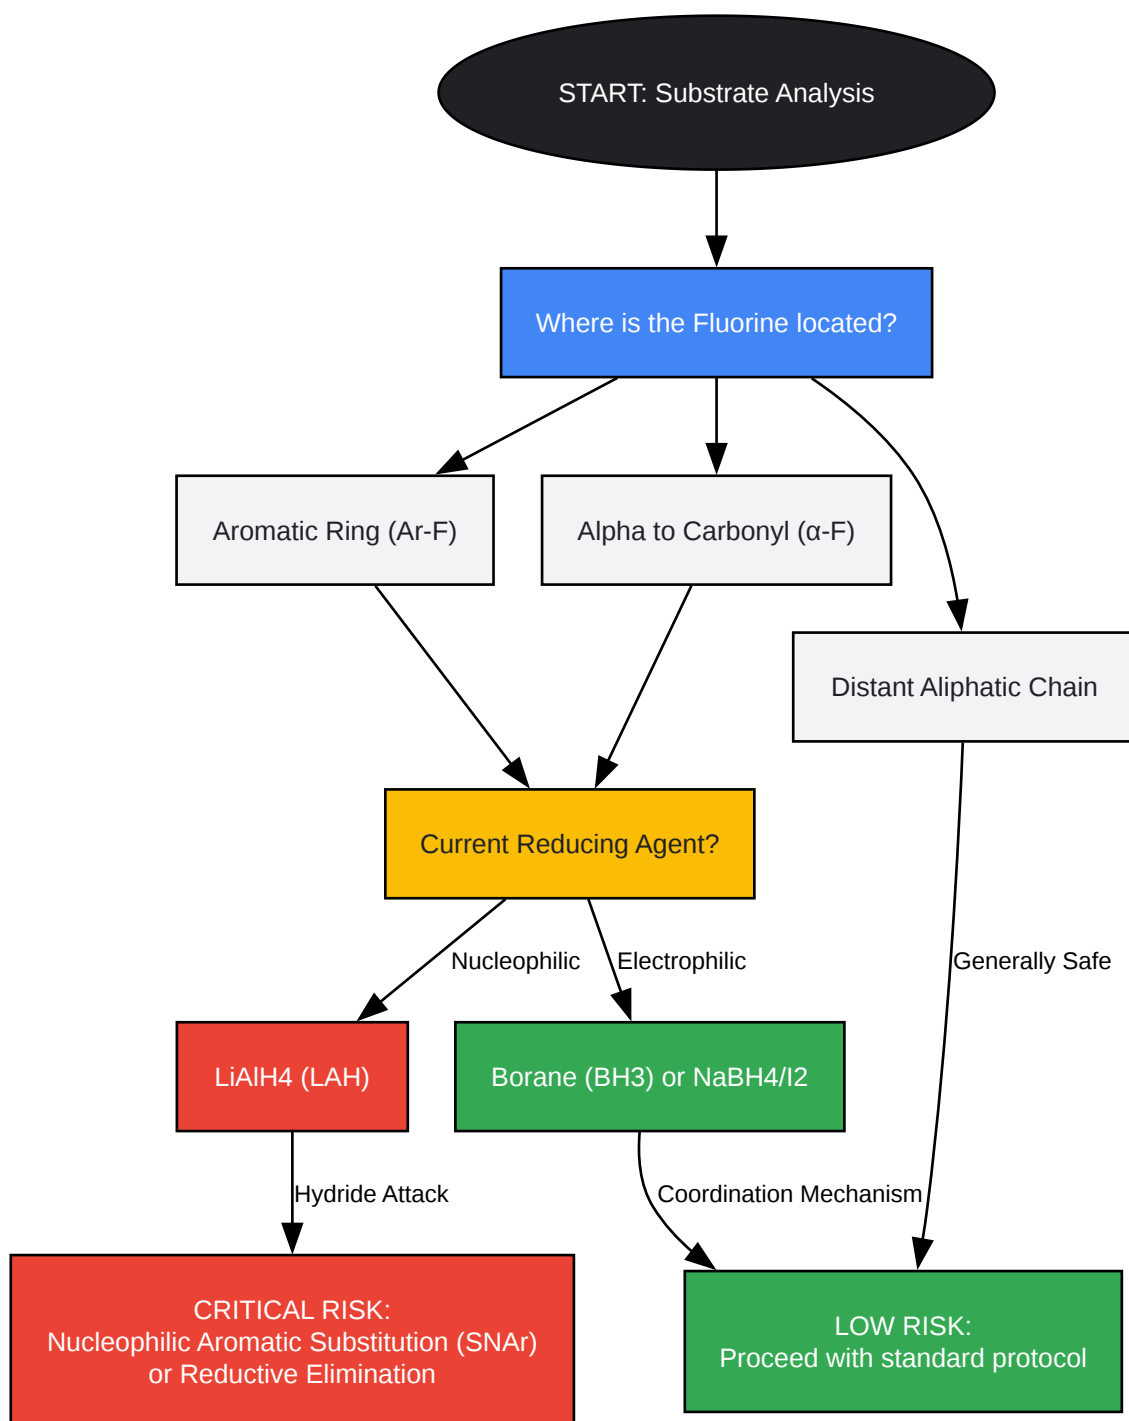 START: Substrate Analysis
Where is the Fluorine located?
Aromatic Ring (Ar-F)
Alpha to Carbonyl (α-F)
Distant Aliphatic Chain
Current Reducing Agent?
Nucleophilic
Electrophilic
Generally Safe
LiAlH4 (LAH)
Borane (BH3) or NaBH4/I2
Hydride Attack
Coordination Mechanism
CRITICAL RISK:
Nucleophilic Aromatic Substitution (SNAr)
or Reductive Elimination
LOW RISK:
Proceed with standard protocol